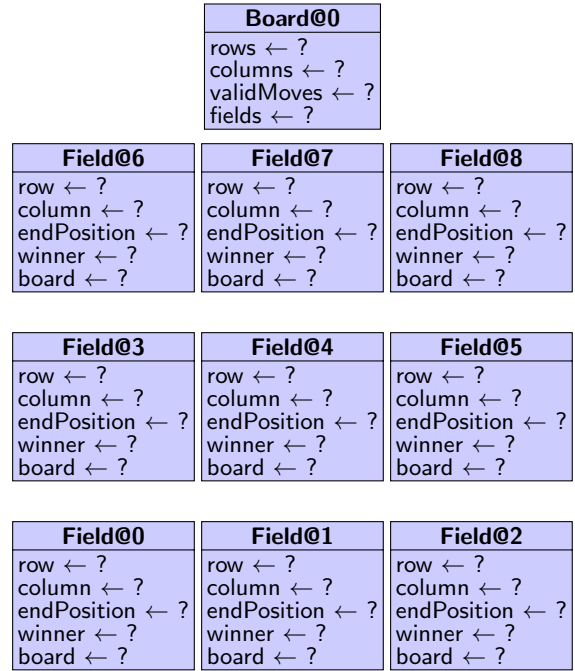 Board@0
rows ← ?
columns ← ?
validMoves ← ?
fields ← ?
Field@6
row ← ?
column ← ?
endPosition ← ?
winner ← ?
board ← ?
Field@7
row ← ?
column ← ?
endPosition ← ?
winner ← ?
board ← ?
Field@8
row ← ?
column ← ?
endPosition ← ?
winner ← ?
board ← ?
Field@3
row ← ?
column ← ?
endPosition ← ?
winner ← ?
board ← ?
Field@4
row ← ?
column ← ?
endPosition ← ?
winner ← ?
board ← ?
Field@5
row ← ?
column ← ?
endPosition ← ?
winner ← ?
board ← ?
Field@0
row ← ?
column ← ?
endPosition ← ?
winner ← ?
board ← ?
Field@1
row ← ?
column ← ?
endPosition ← ?
winner ← ?
board ← ?
Field@2
row ← ?
column ← ?
endPosition ← ?
winner ← ?
board ← ?